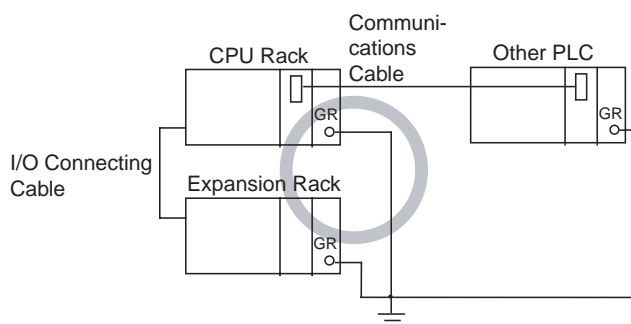 Communi-
cations
Cable
CPU Rack
Other PLC
GR
GR
I/O Connecting
Cable
Expansion Rack
GR